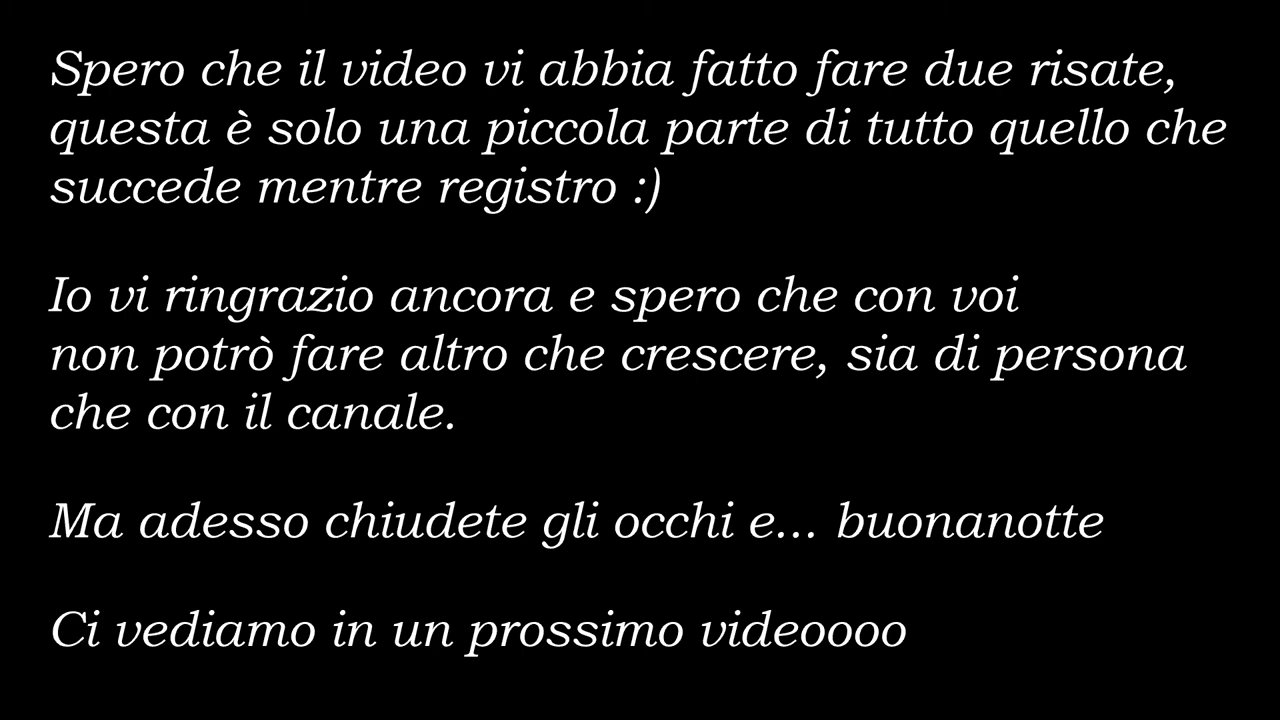 Spero che il video vi abbia fatto fare due risate,
questa è solo una piccola parte di tutto quello che
succede mentre registro :)
Io vi ringrazio ancora e spero che con voi
non potrò fare altro che crescere, sia di persona
che con il canale.
Ma adesso chiudete gli occhi e... buonanotte
Ci vediamo in un prossimo videoooo